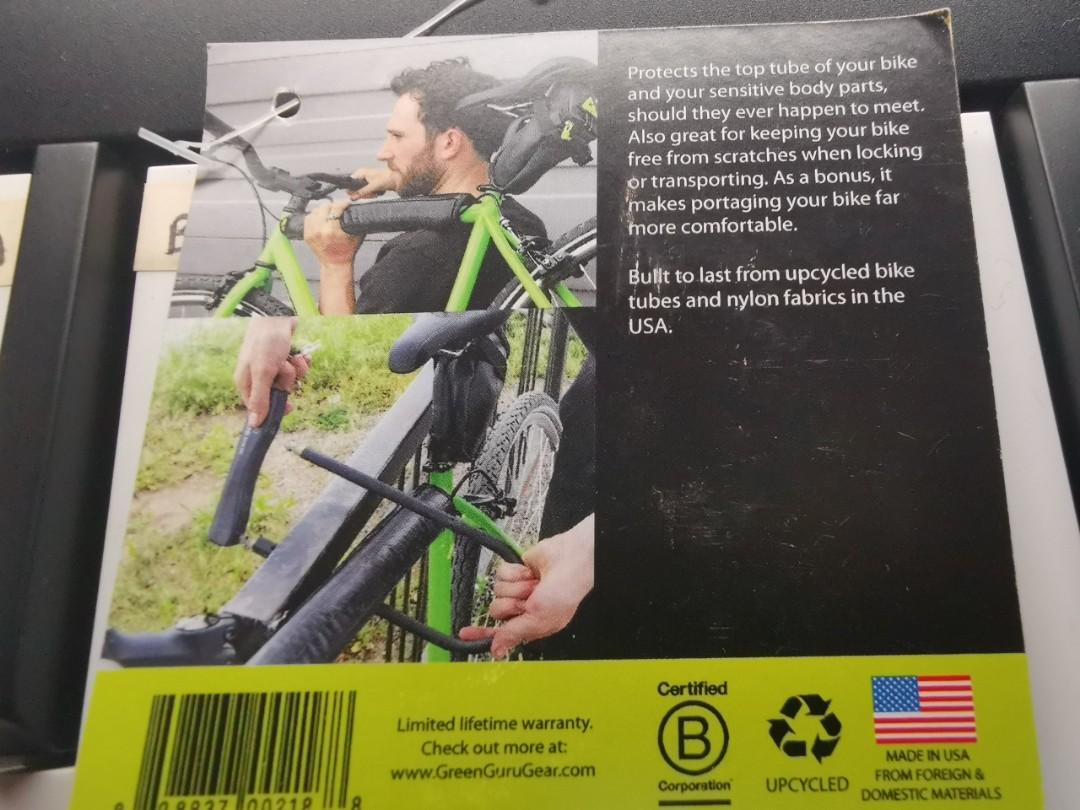 Protects the top tube of your bike
and your sensitive body parts,
should they ever happen to meet.
Also great for keeping your bike
free from scratches when locking
or transporting. As a bonus, it
makes portaging your bike far
more comfortable.
Built to last from upcycled bike
tubes and nylon fabrics in the
USA.
Limited lifetime warranty.
Check out more at:
www.GreenGuruGear.com
Certified
B
Corporation
UPCYCLED
MADE IN USA
FROM FOREIGN &
DOMESTIC MATERIALS